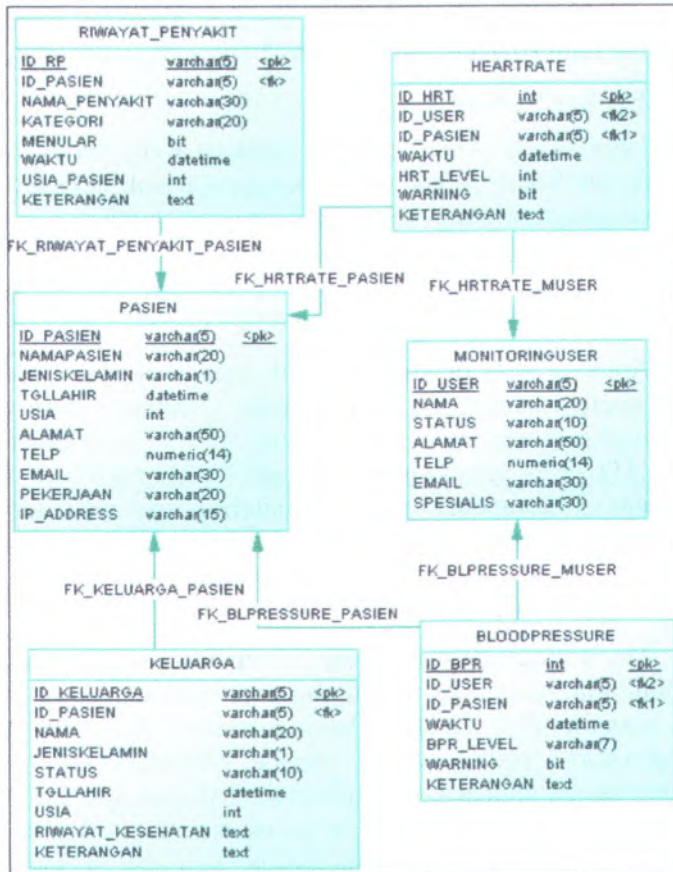 RIWAYAT_PENYAKIT
ID_RP varchar(5) <pk>
ID_PASIEN varchar(5) <fk>
NAMA_PENYAKIT varchar(30)
KATEGORI varchar(20)
MENULAR bit
WAKTU datetime
USIA_PASIEN int
KETERANGAN text
HEARTRATE
ID_HRT int <pk>
ID_USER varchar(5) <fk2>
ID_PASIEN varchar(5) <fk1>
WAKTU datetime
HRT_LEVEL int
WARNING bit
KETERANGAN text
FK_RIWAYAT_PENYAKIT_PASIEN
FK_HRTRATE_PASIEN
FK_HRTRATE_MUSER
PASIEN
ID_PASIEN varchar(5) <pk>
NAMAPASIEN varchar(20)
JENISKELAMIN varchar(1)
TGLLAHIR datetime
USIA int
ALAMAT varchar(50)
TELP numeric(14)
EMAIL varchar(30)
PEKERJAAN varchar(20)
IP_ADDRESS varchar(15)
MONITORINGUSER
ID_USER varchar(5) <pk>
NAMA varchar(20)
STATUS varchar(10)
ALAMAT varchar(50)
TELP numeric(14)
EMAIL varchar(30)
SPESIALIS varchar(30)
FK_KELUARGA_PASIEN
FK_BLPRESSURE_PASIEN
FK_BLPRESSURE_MUSER
KELUARGA
ID_KELUARGA varchar(5) <pk>
ID_PASIEN varchar(5) <fk>
NAMA varchar(20)
JENISKELAMIN varchar(1)
STATUS varchar(10)
TGLLAHIR datetime
USIA int
RIWAYAT_KESEHATAN text
KETERANGAN text
BLOODPRESSURE
ID_BPR int <pk>
ID_USER varchar(5) <fk2>
ID_PASIEN varchar(5) <fk1>
WAKTU datetime
BPR_LEVEL varchar(7)
WARNING bit
KETERANGAN text